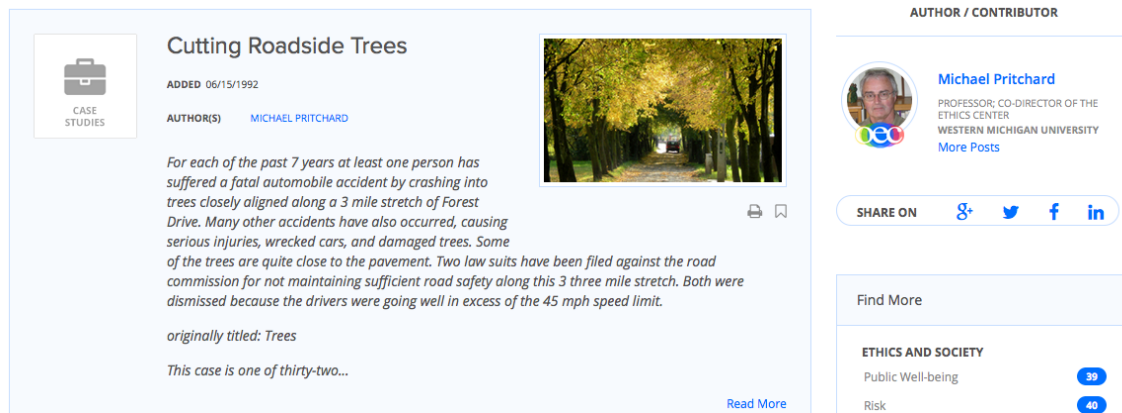 Cutting Roadside Trees
CASE
STUDIES
ADDED 06/15/1992
AUTHOR(S) MICHAEL PRITCHARD
For each of the past 7 years at least one person has
suffered a fatal automobile accident by crashing into
trees closely aligned along a 3 mile stretch of Forest
Drive. Many other accidents have also occurred, causing
serious injuries, wrecked cars, and damaged trees. Some
of the trees are quite close to the pavement. Two law suits have been filed against the road
commission for not maintaining sufficient road safety along this 3 three mile stretch. Both were
dismissed because the drivers were going well in excess of the 45 mph speed limit.
originally titled: Trees
This case is one of thirty-two...
Read More
AUTHOR / CONTRIBUTOR
Michael Pritchard
PROFESSOR; CO-DIRECTOR OF THE
ETHICS CENTER
WESTERN MICHIGAN UNIVERSITY
More Posts
oec
SHARE ON g+ f in
Find More
ETHICS AND SOCIETY
Public Well-being 39
Risk 40